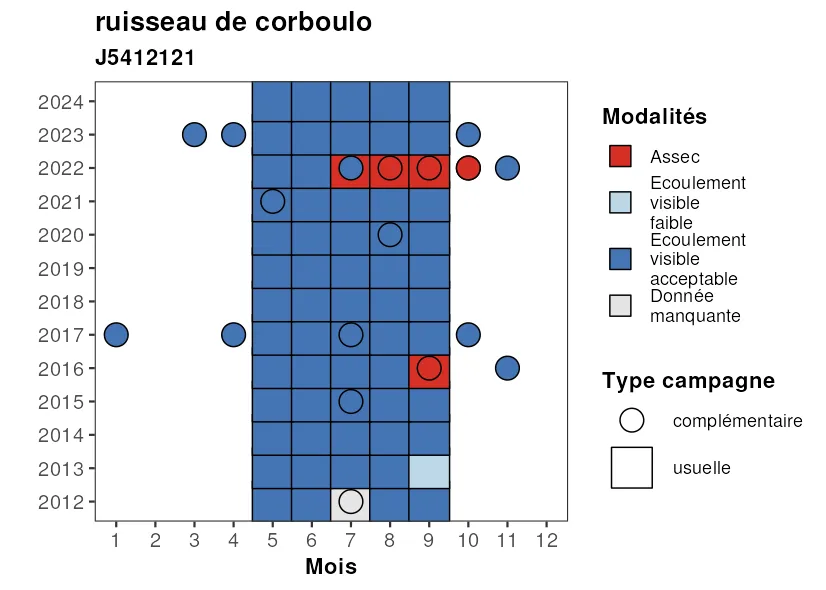 ruisseau de corboulo
J5412121
2024
2023
2022
2021
2020
2019
2018
2017
2016
2015
2014
2013
2012
1 2 3 4 5 6 7 8 9 10 11 12
Mois
Modalités
Assec
Ecoulement
visible
faible
Ecoulement
visible
acceptable
Donnée
manquante
Type campagne
complémentaire
usuelle